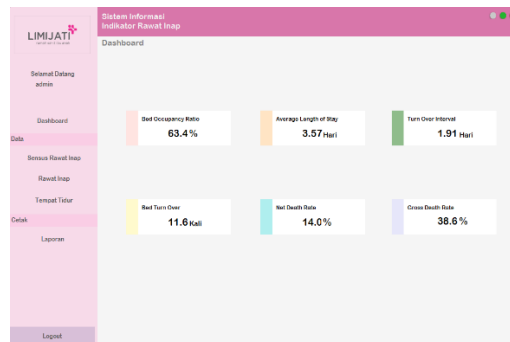 LIMIJATI
Sistem Informasi
Indikator Rawat Inap
Dashboard
Selamat Datang
admin
Dashboard
Data
Sensus Rawat Inap
Rawat Inap
Tempat Tidur
Cetak
Laporan
Logout
Bed Occupancy Ratio
63.4%
Average Length of Stay
3.57 Hari
Turn Over Interval
1.91 Hari
Bed Turn Over
11.6 Kali
Net Death Rate
14.0%
Gross Death Rate
38.6%